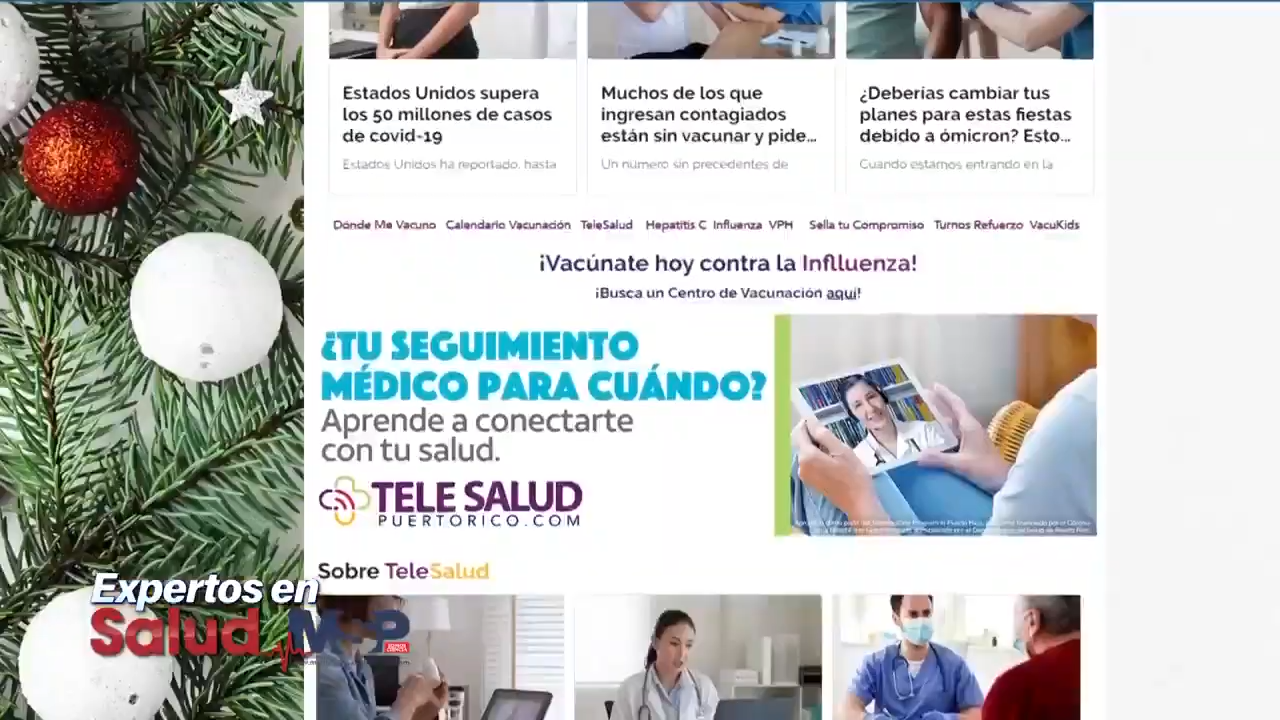 Estados Unidos supera
los 50 millones de casos
de covid-19
Estados Unidos ha reportado, hasta
Muchos de los que
ingresan contagiados
están sin vacunar y pide...
Un número sin precedentes de
¿Deberías cambiar tus
planes para estas fiestas
debido a ómicron? Esto...
Cuando estamos entrando en la
Dónde Me Vacuno Calendario Vacunación TeleSalud Hepatitis C Influenza VPH Sella tu Compromiso Turnos Refuerzo VacuKids
¡Vacúnate hoy contra la Inflluenza!
¡Busca un Centro de Vacunación aquí!
¿TU SEGUIMIENTO
MÉDICO PARA CUÁNDO?
Aprende a conectarte
con tu salud.
TELE SALUD
PUERTORICO.COM
Sobre TeleSalud
Expertos en
Salud MSP